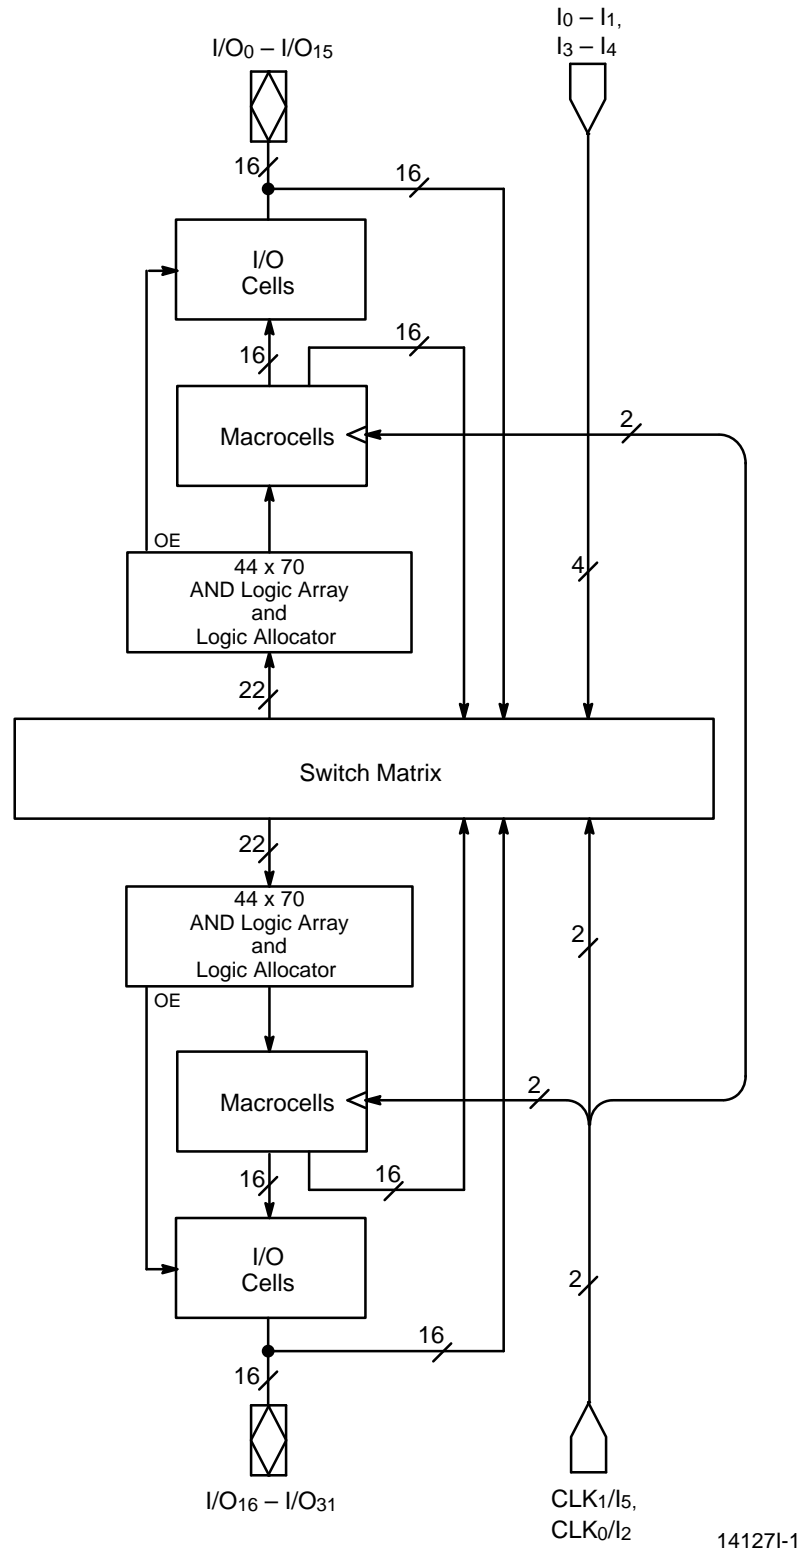 I/O0 – I/O15
I0 – I1,
I3 – I4
16
16
I/O
Cells
16
16
Macrocells
2
OE
44 x 70
AND Logic Array
and
Logic Allocator
4
22
Switch Matrix
22
44 x 70
AND Logic Array
and
Logic Allocator
2
OE
Macrocells
2
16
16
I/O
Cells
2
16
16
I/O16 – I/O31
CLK1/I5,
CLK0/I2
14127I-1